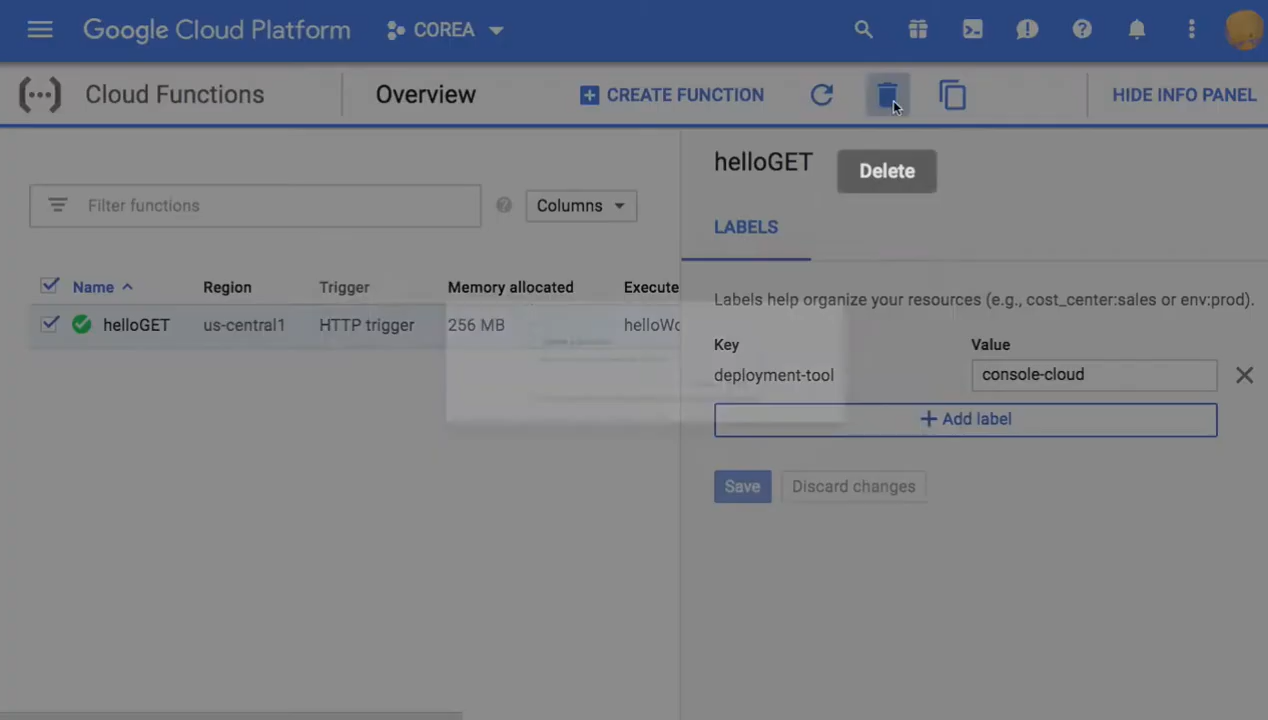 Google Cloud Platform
COREA
Cloud Functions
Overview
CREATE FUNCTION
HIDE INFO PANEL
helloGET
Delete
Filter functions
Columns
LABELS
Name
Region
Trigger
Memory allocated
Execute
helloGET
us-central1
HTTP trigger
256 MB
Labels help organize your resources (e.g., cost_center:sales or env:prod).
Key
Value
deployment-tool
console-cloud
Add label
Save
Discard changes